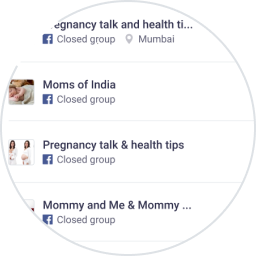 egnancy talk and health ti...
Closed group Mumbai
Moms of India
Closed group
Pregnancy talk & health tips
Closed group
Mommy and Me & Mommy ...
Closed group